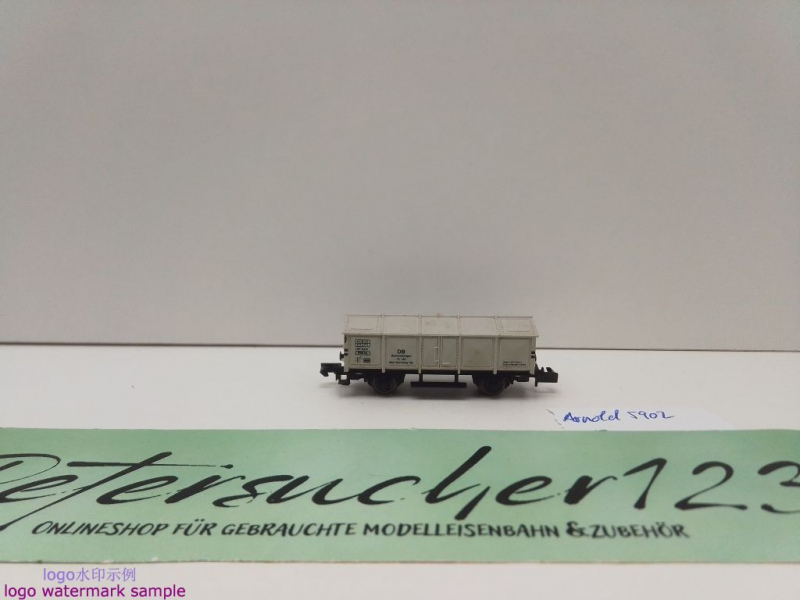 DB
Arnold 5902
Petersucher123
ONLINESHOP FÜR GEBRAUCHTE MODELLEISENBAHN & ZUBEHÖR
logo水印示例
logo watermark sample